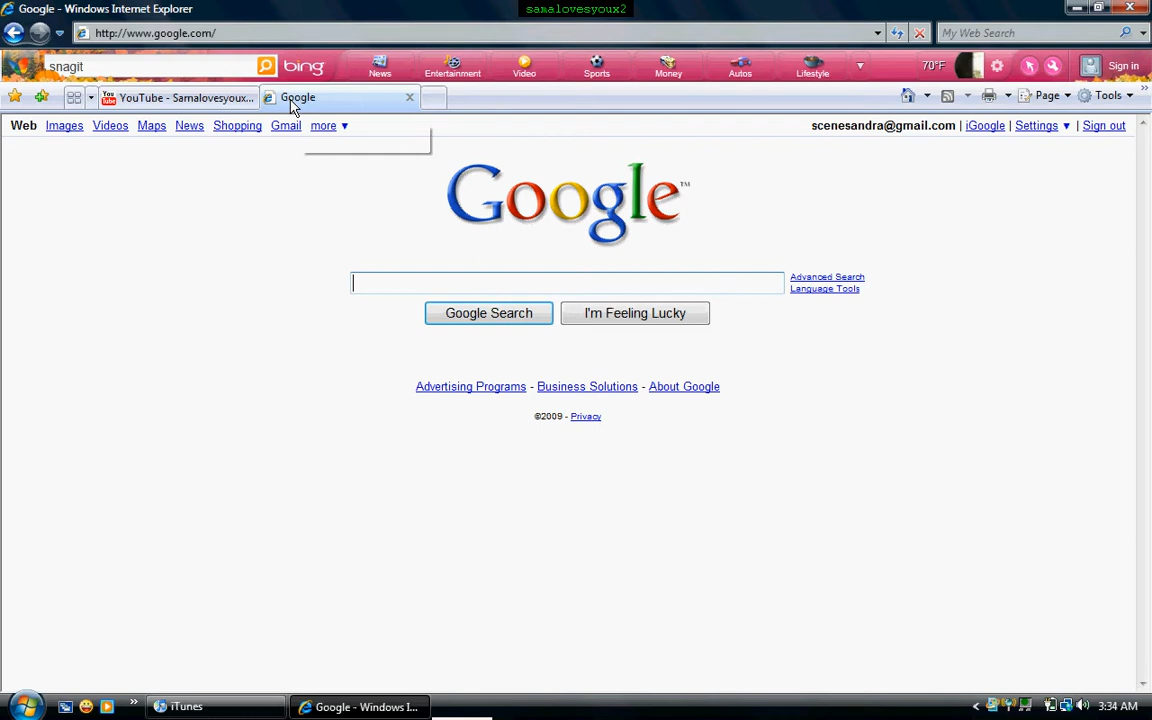 Google - Windows Internet Explorer
samalovesyoux2
http://www.google.com/
My Web Search
snagit
bing
News
Entertainment
Video
Sports
Money
Autos
Lifestyle
70°F
Sign in
You Tube
YouTube - Samalovesyoux...
Google
Page
Tools
Web Images Videos Maps News Shopping Gmail more ▼
scenesandra@gmail.com | iGoogle | Settings ▼ | Sign out
Google™
Advanced Search
Language Tools
Google Search
I'm Feeling Lucky
Advertising Programs - Business Solutions - About Google
©2009 - Privacy
iTunes
Google - Windows I...
3:34 AM